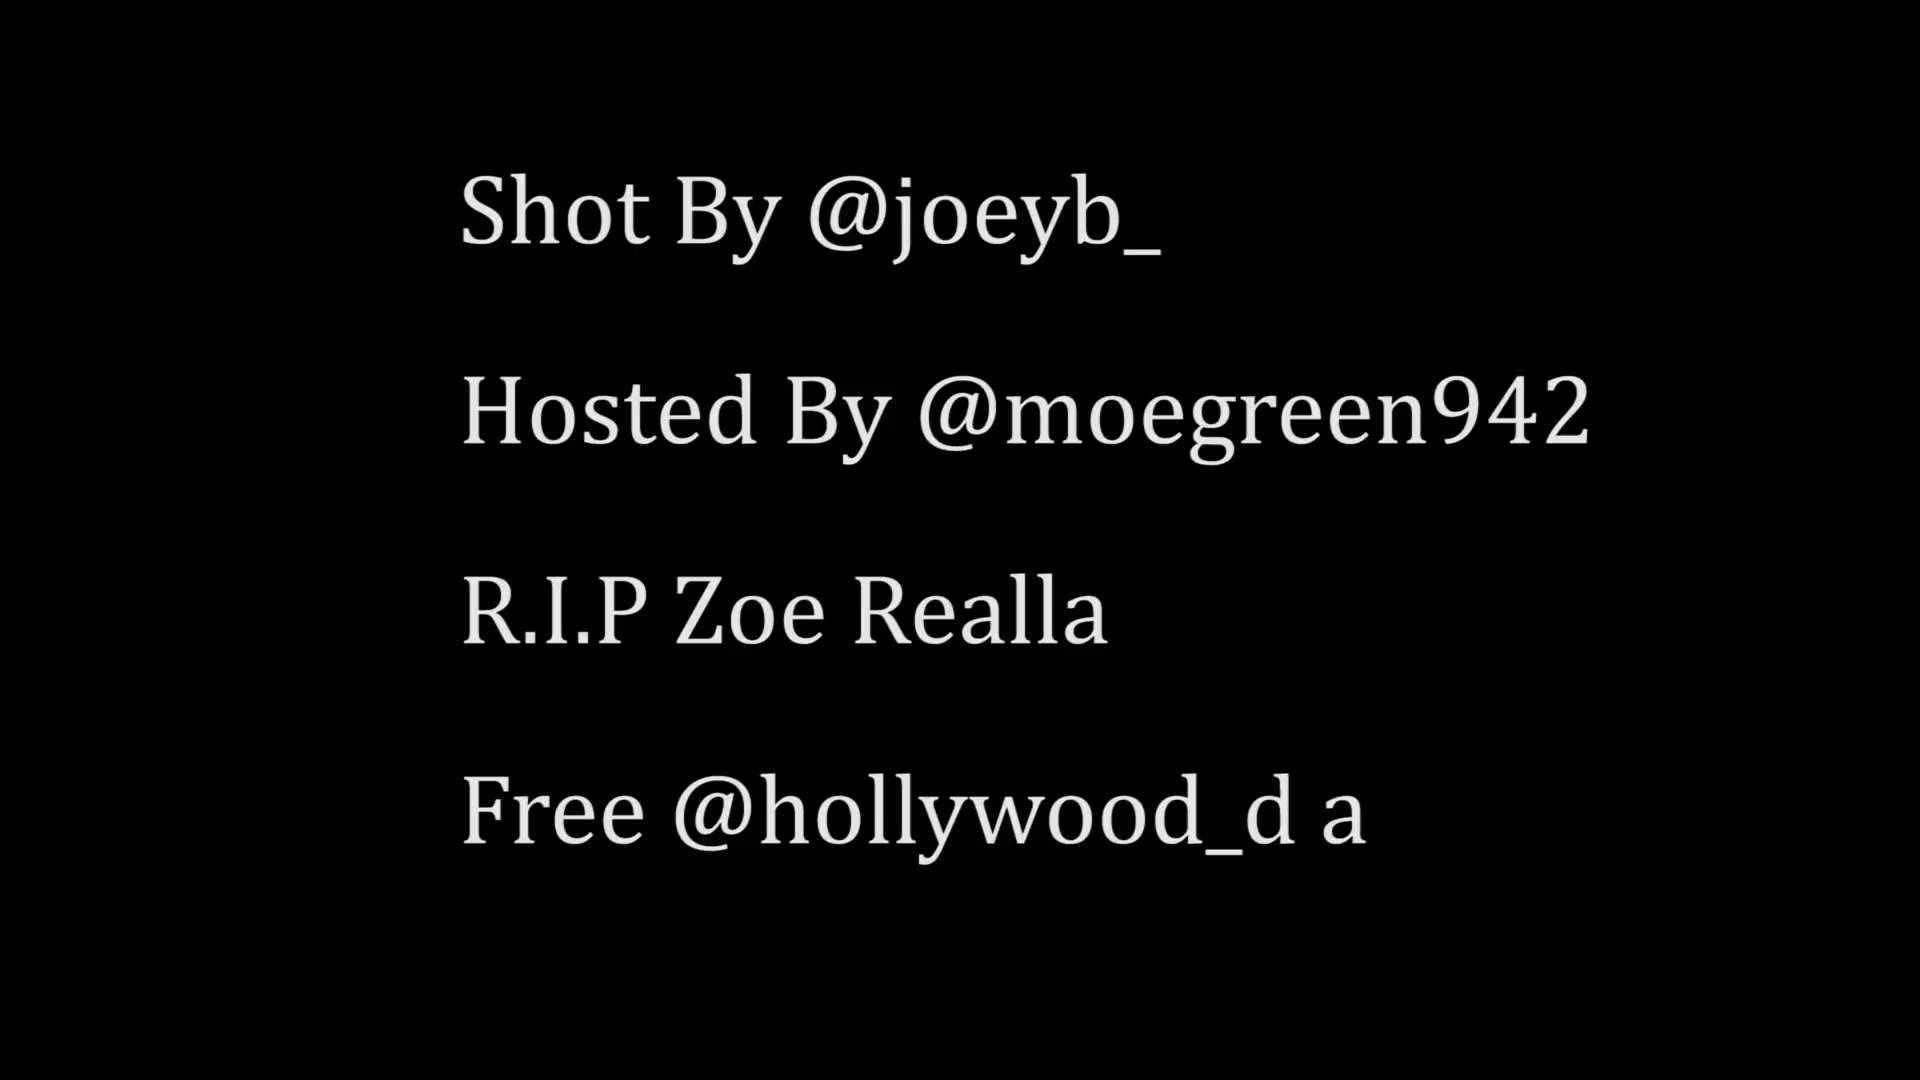 Shot By @joeyb_
Hosted By @moegreen942
R.I.P Zoe Realla
Free @hollywood_d a